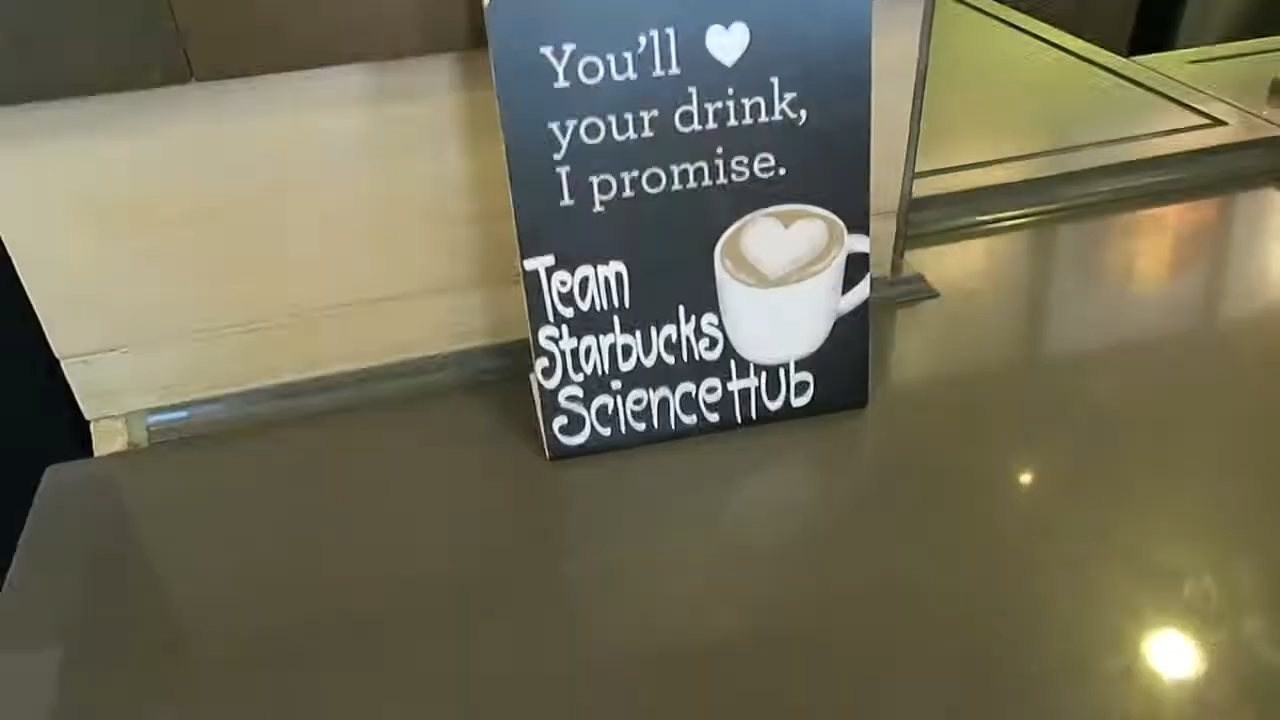 You'll ♥
your drink,
I promise.
Team
Starbucks
Science Hub